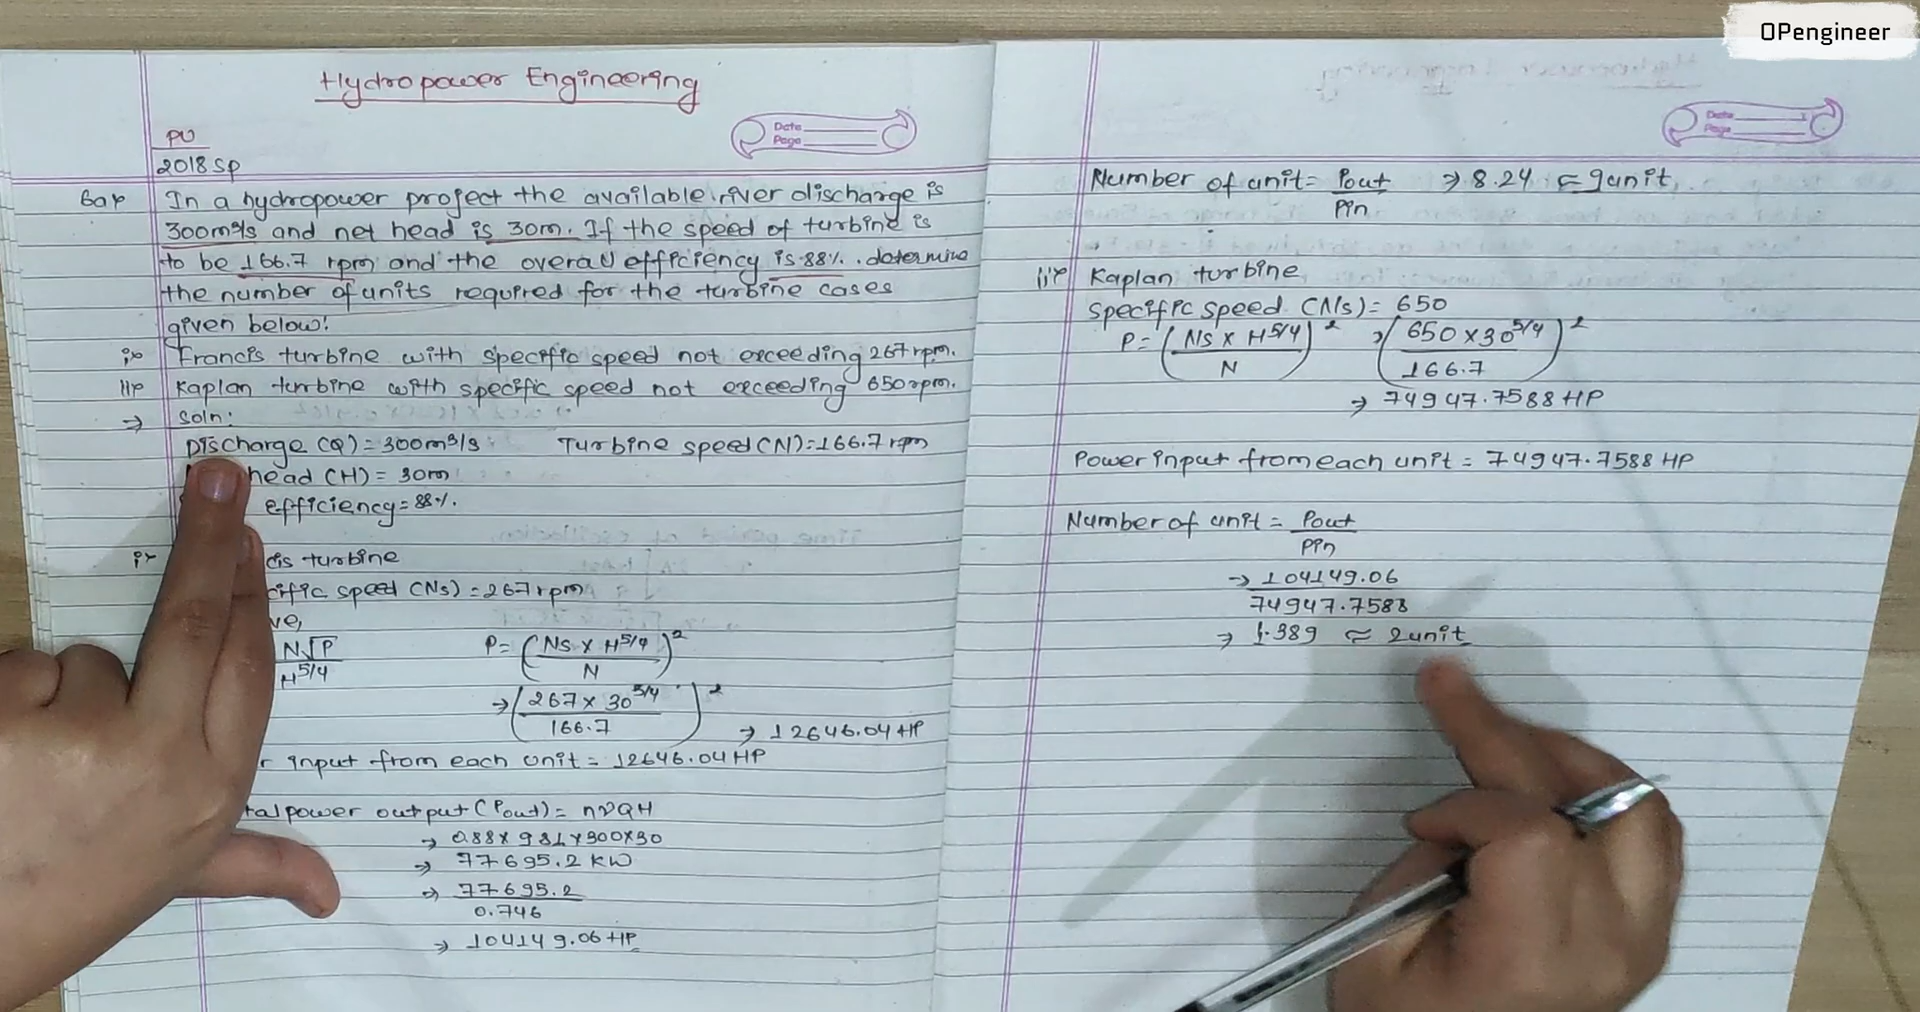 OPengineer
Hydropower Engineering
Date
Page
PU
2018 sp
6a> In a hydropower project the available river discharge is
300m³/s and net head is 30m. If the speed of turbine is
to be 166.7 rpm and the overall efficiency is 88%. determine
the number of units required for the turbine cases
given below:
i> Francis turbine with specific speed not exceeding 267 rpm.
ii> Kaplan turbine with specific speed not exceeding 650rpm.
→ Soln:
Discharge (Q) = 300m³/s Turbine speed (N) = 166.7 rpm
head (H) = 30m
efficiency = 88%.
i> cis turbine
cific speed (Ns) = 267 rpm
ve,
N√P / H^5/4 P = (Ns × H^5/4 / N)²
→ (267 × 30^5/4 / 166.7)² → 12646.04 HP
r input from each unit = 12646.04 HP
tal power output (Pout) = ηγQH
→ 0.88 × 9.81 × 300 × 30
→ 77695.2 KW
→ 77695.2 / 0.746
→ 104149.06 HP
Date
Page
Number of unit = Pout / Pin → 8.24 ≈ 9unit
ii> Kaplan turbine
specific speed (Ns) = 650
P = (Ns × H^5/4 / N)² → (650 × 30^5/4 / 166.7)²
→ 74947.7588 HP
Power input from each unit = 74947.7588 HP
Number of unit = Pout / Pin
→ 104149.06 / 74947.7588
→ 1.389 ≈ 2unit